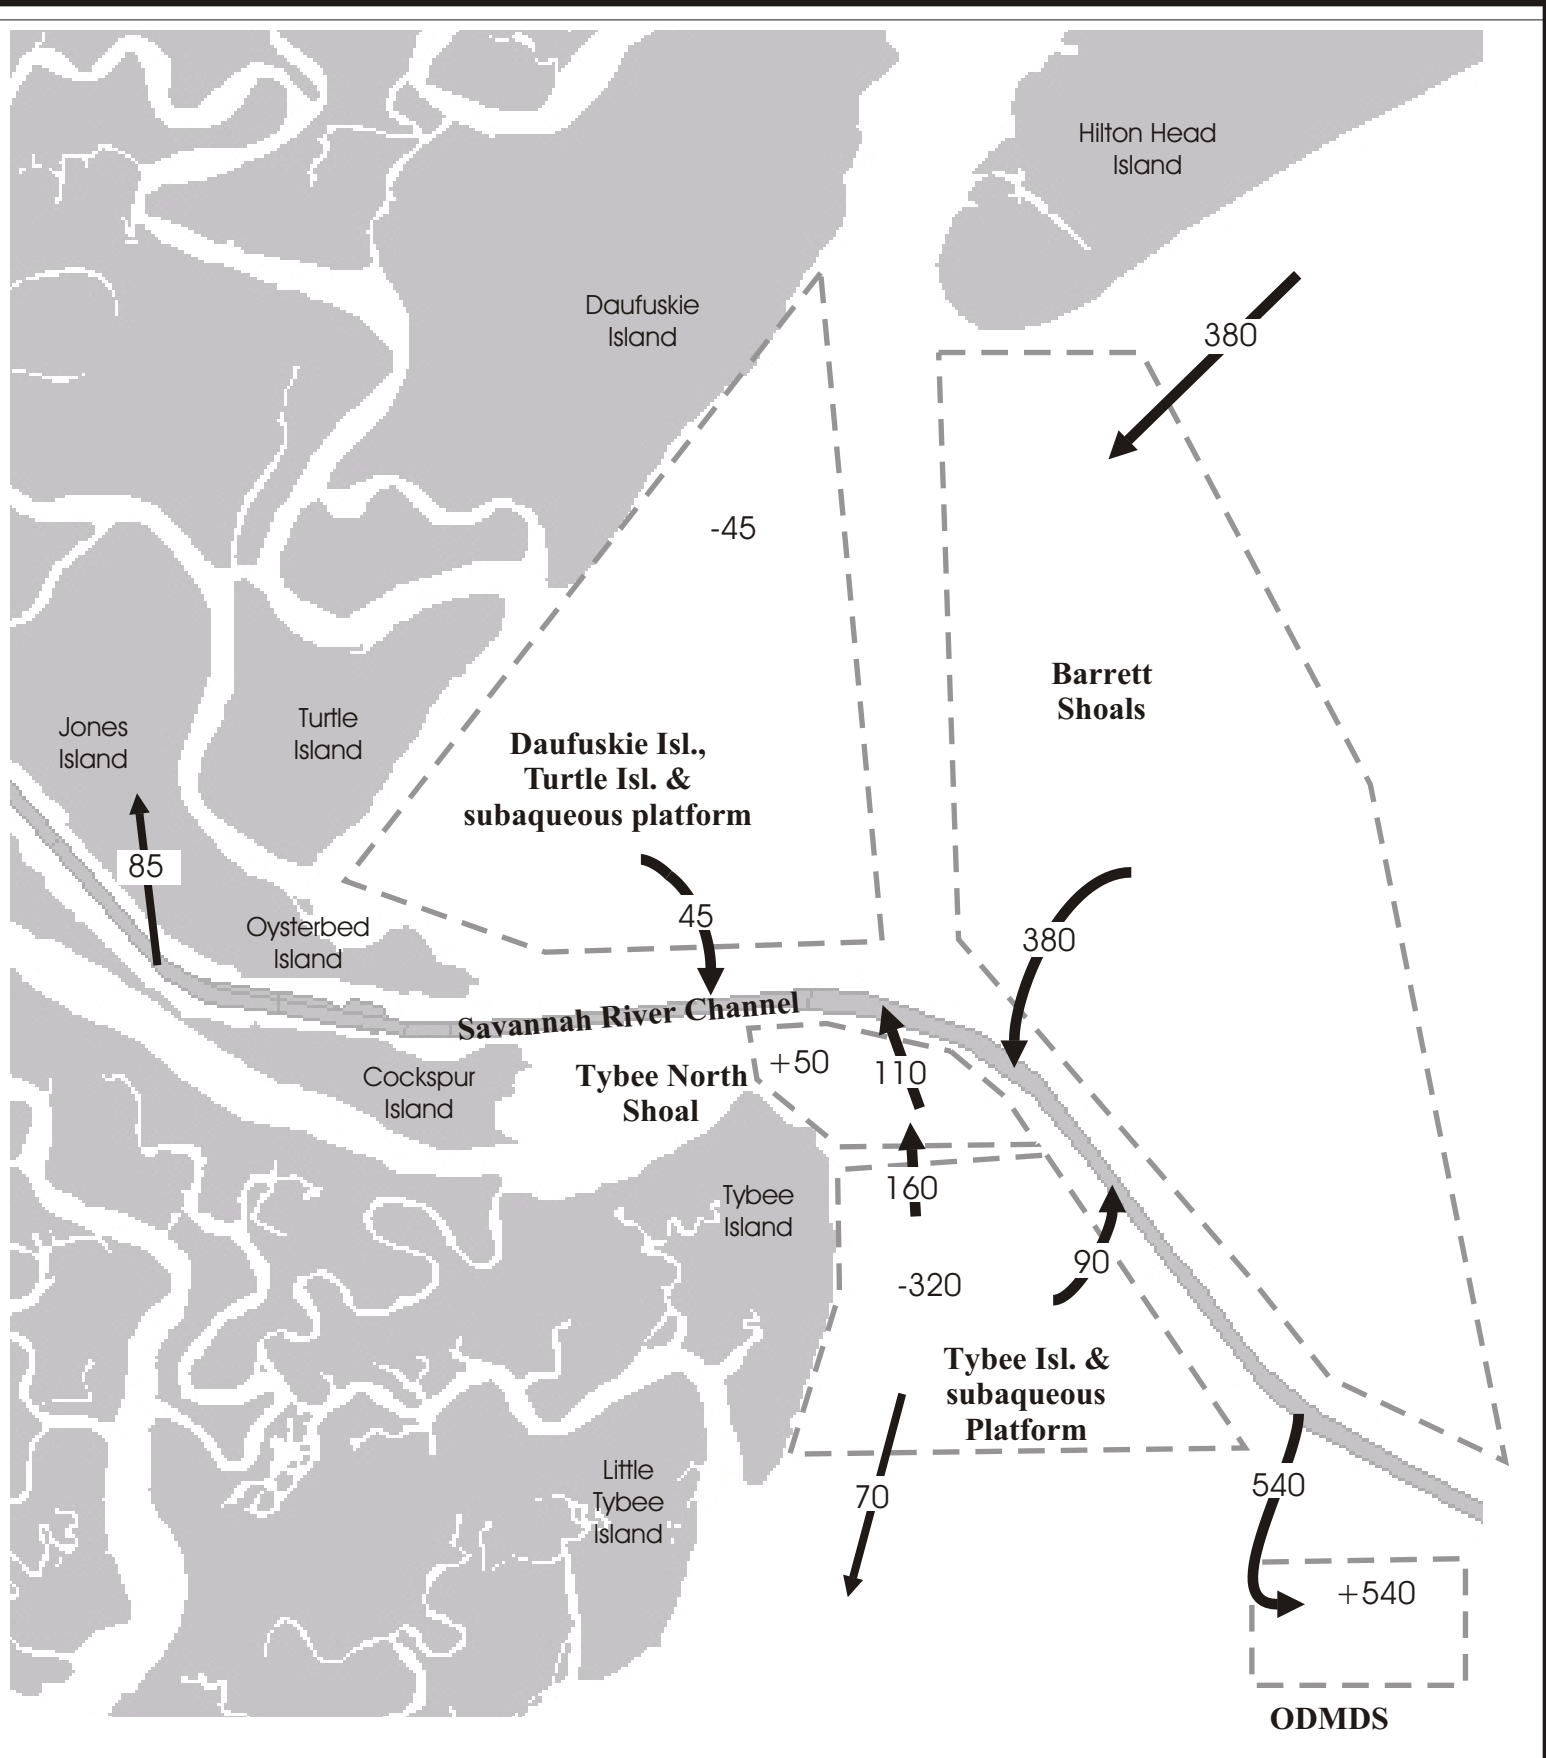 Hilton Head
Island
Daufuskie
Island
380
-45
Barrett
Shoals
Jones
Island
Turtle
Island
Daufuskie Isl.,
Turtle Isl. &
subaqueous platform
85
45
Oysterbed
Island
380
Savannah River Channel
Cockspur
Island
Tybee North
Shoal
+50
110
160
Tybee
Island
90
-320
Tybee Isl. &
subaqueous
Platform
Little
Tybee
Island
70
540
+540
ODMDS